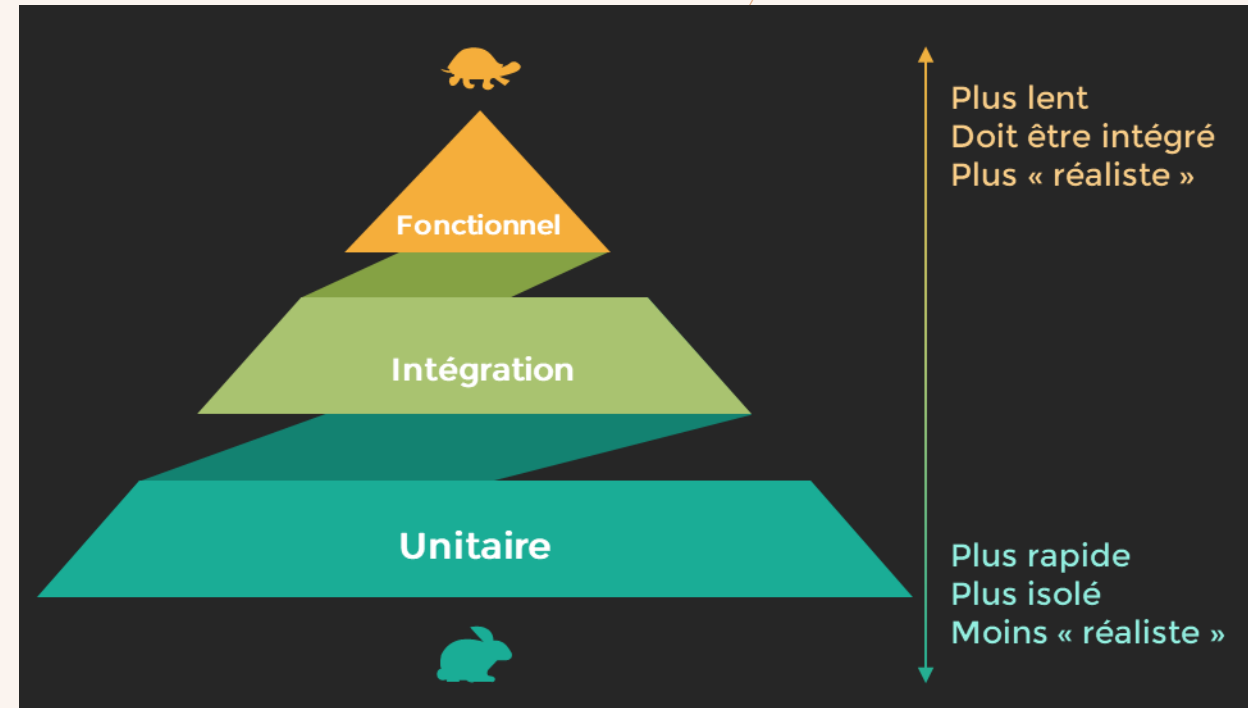 Plus lent
Doit être intégré
Plus « réaliste »
Fonctionnel
Intégration
Unitaire
Plus rapide
Plus isolé
Moins « réaliste »